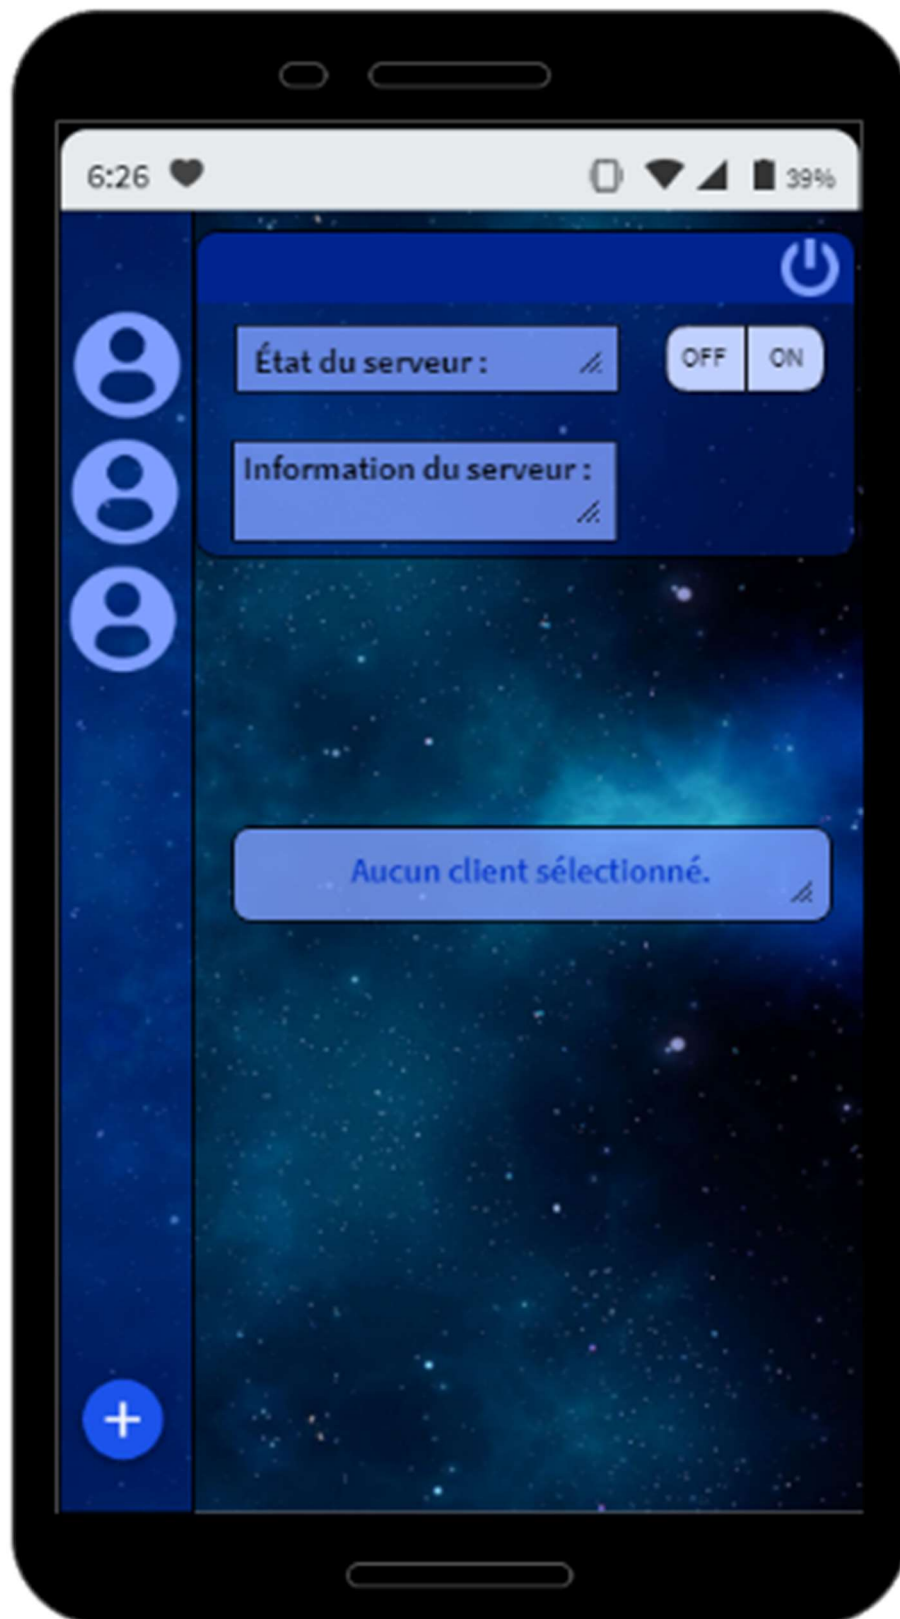 6:26
39%
État du serveur :
OFF ON
Information du serveur :
Aucun client sélectionné.